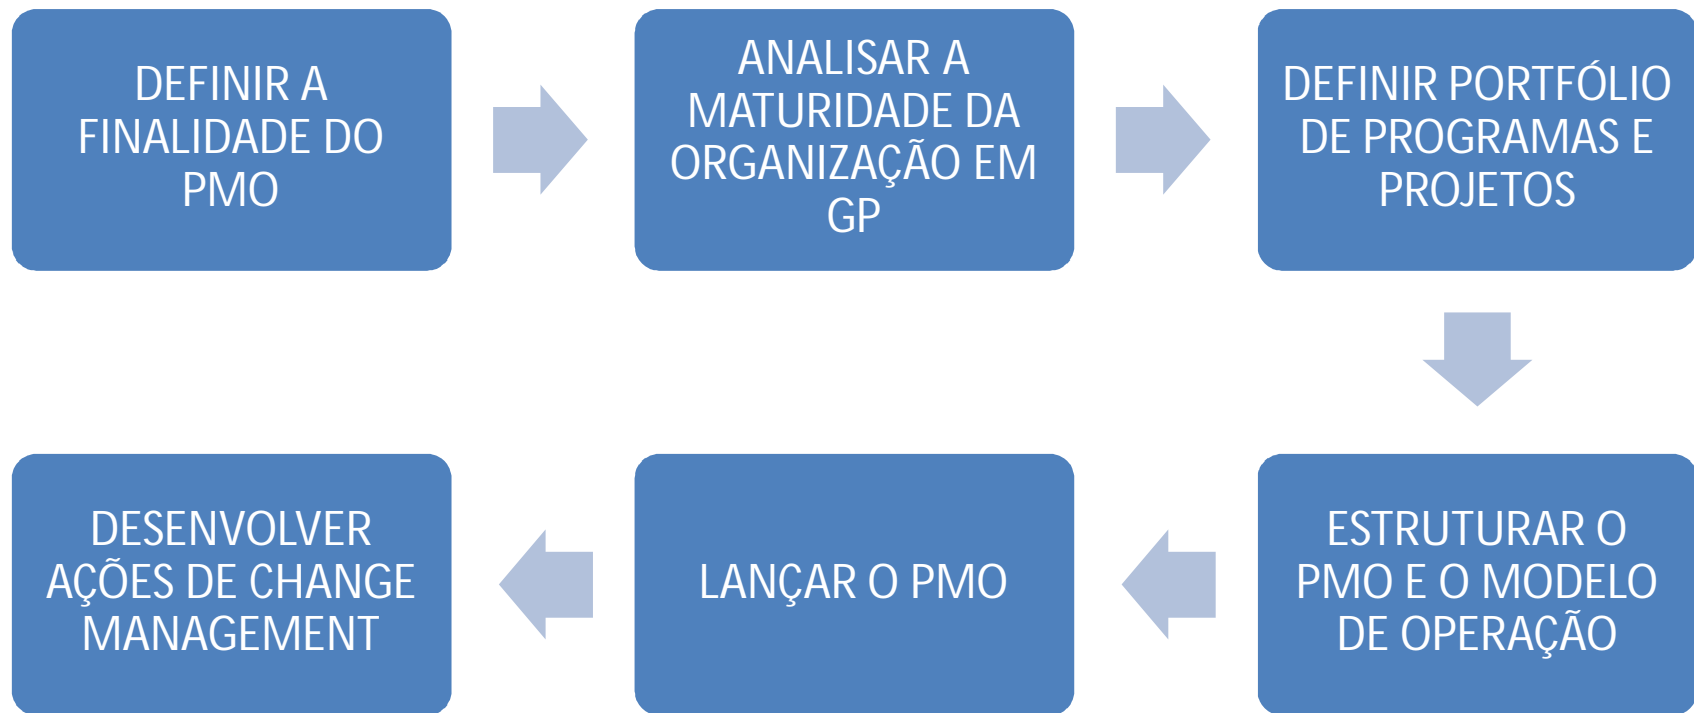 DEFINIR A
FINALIDADE DO
PMO
ANALISAR A
MATURIDADE DA
ORGANIZAÇÃO EM
GP
DEFINIR PORTFÓLIO
DE PROGRAMAS E
PROJETOS
ESTRUTURAR O
PMO E O MODELO
DE OPERAÇÃO
LANÇAR O PMO
DESENVOLVER
AÇÕES DE CHANGE
MANAGEMENT